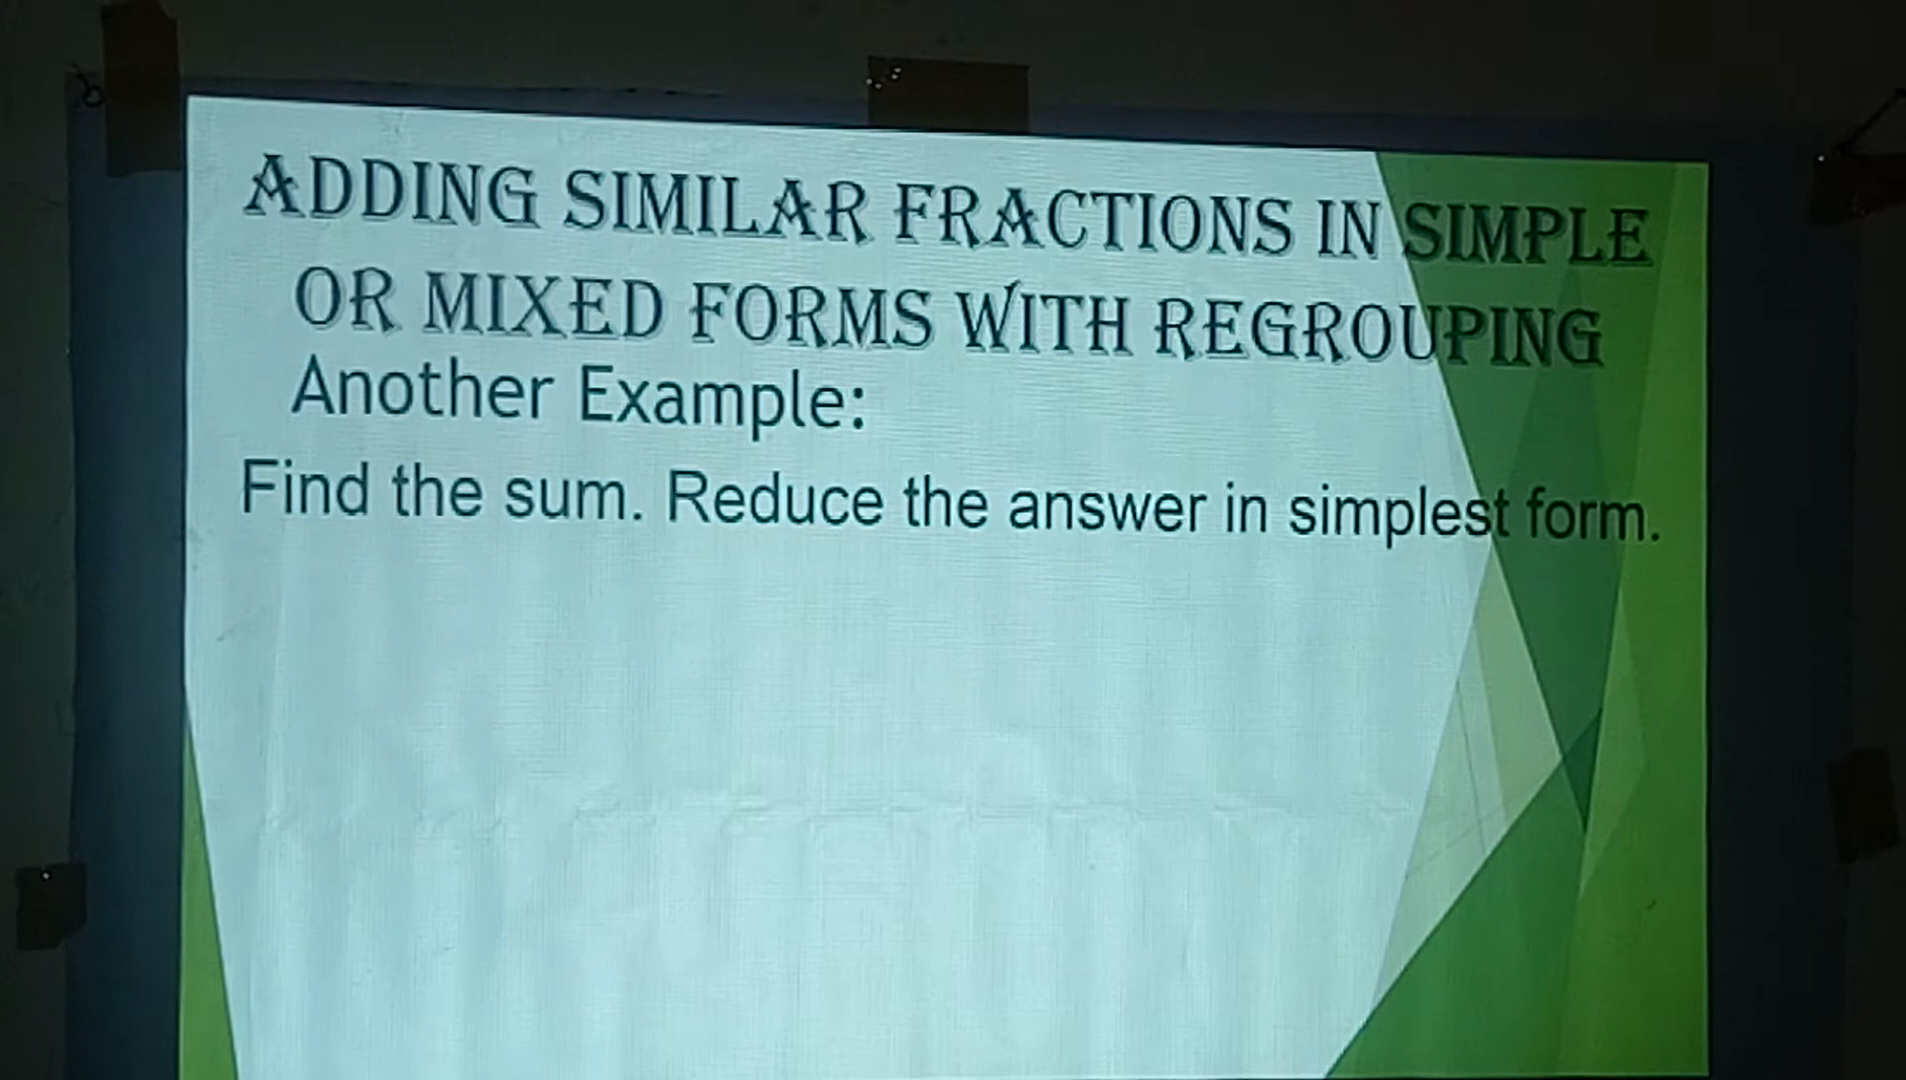 ADDING SIMILAR FRACTIONS IN SIMPLE
OR MIXED FORMS WITH REGROUPING
Another Example:
Find the sum. Reduce the answer in simplest form.